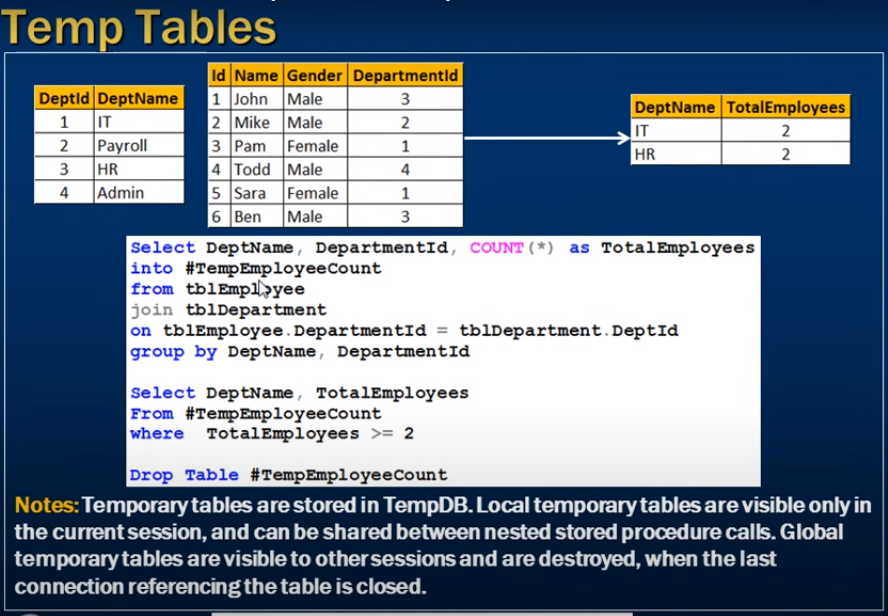 Temp Tables
DeptId DeptName
1 IT
2 Payroll
3 HR
4 Admin
Id Name Gender DepartmentId
1 John Male 3
2 Mike Male 2
3 Pam Female 1
4 Todd Male 4
5 Sara Female 1
6 Ben Male 3
DeptName TotalEmployees
IT 2
HR 2
Select DeptName, DepartmentId, COUNT(*) as TotalEmployees
into #TempEmployeeCount
from tblEmployee
join tblDepartment
on tblEmployee.DepartmentId = tblDepartment.DeptId
group by DeptName, DepartmentId
Select DeptName, TotalEmployees
From #TempEmployeeCount
where TotalEmployees >= 2
Drop Table #TempEmployeeCount
Notes: Temporary tables are stored in TempDB. Local temporary tables are visible only in
the current session, and can be shared between nested stored procedure calls. Global
temporary tables are visible to other sessions and are destroyed, when the last
connection referencing the table is closed.